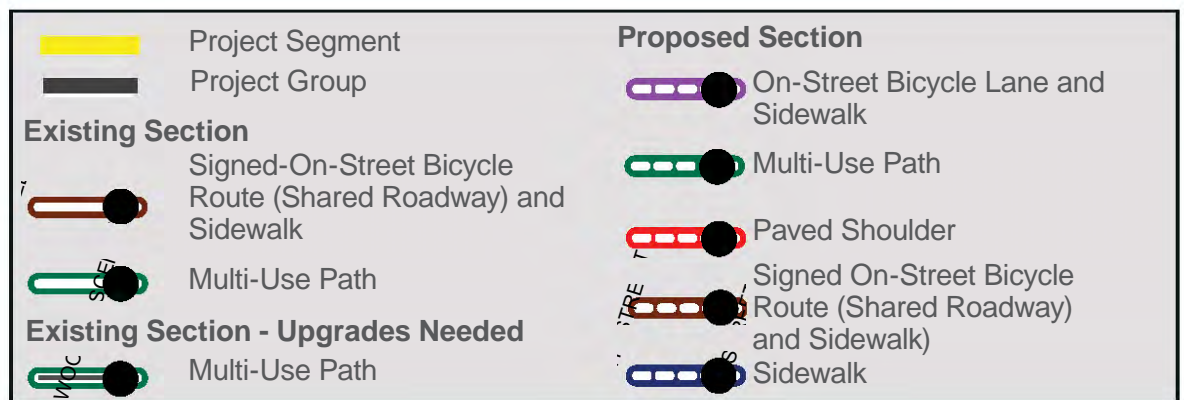 Project Segment
Project Group
Existing Section
Signed-On-Street Bicycle
Route (Shared Roadway) and
Sidewalk
Multi-Use Path
Existing Section - Upgrades Needed
Multi-Use Path
Proposed Section
On-Street Bicycle Lane and
Sidewalk
Multi-Use Path
Paved Shoulder
Signed On-Street Bicycle
Route (Shared Roadway)
and Sidewalk)
Sidewalk